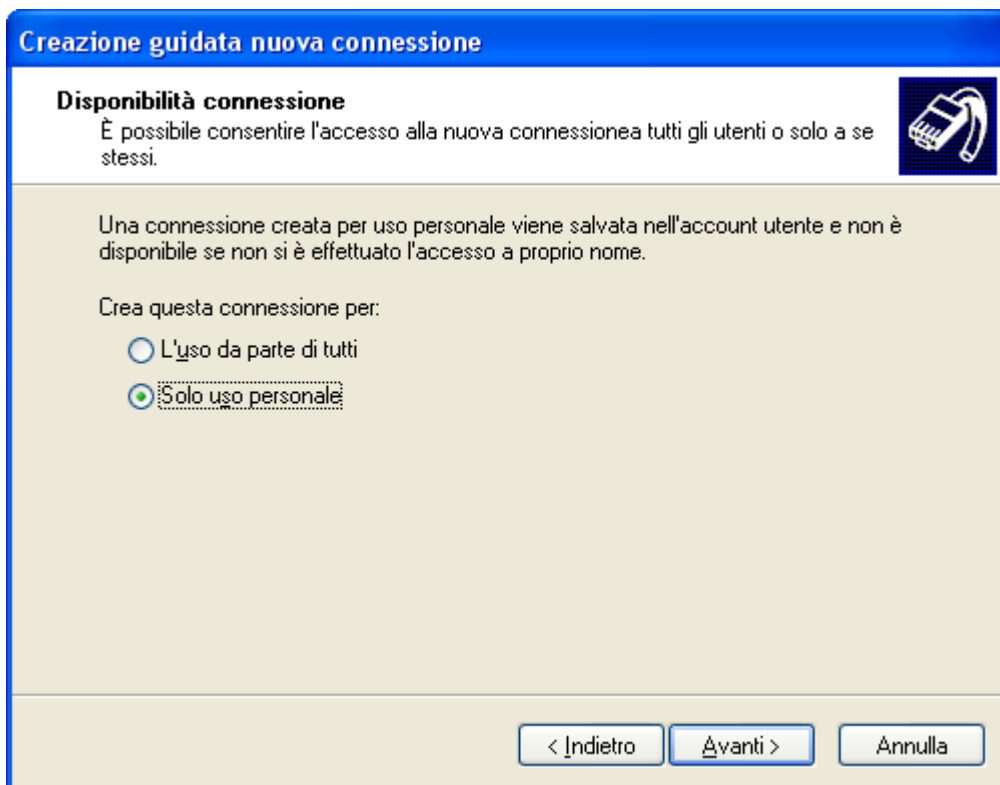 Creazione guidata nuova connessione
Disponibilità connessione
È possibile consentire l'accesso alla nuova connessionea tutti gli utenti o solo a se
stessi.
Una connessione creata per uso personale viene salvata nell'account utente e non è
disponibile se non si è effettuato l'accesso a proprio nome.
Crea questa connessione per:
L'uso da parte di tutti
Solo uso personale
< Indietro Avanti > Annulla